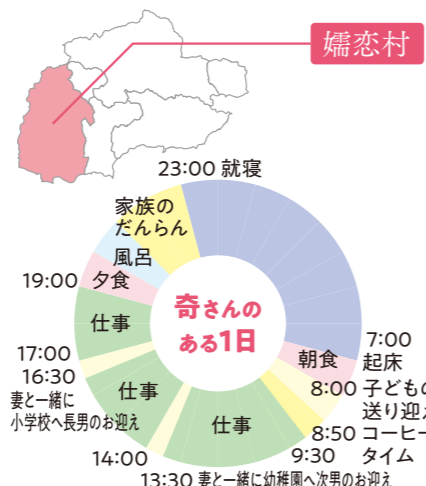 嬬恋村
23:00 就寝
家族の
だんらん
風呂
夕食
19:00
仕事
奇さんの
ある1日
17:00
16:30
妻と一緒に
小学校へ長男のお迎え
仕事
14:00
13:30 妻と一緒に幼稚園へ次男のお迎え
仕事
朝食
7:00
起床
8:00 子どもの
送り迎え
8:50 コーヒー
タイム
9:30